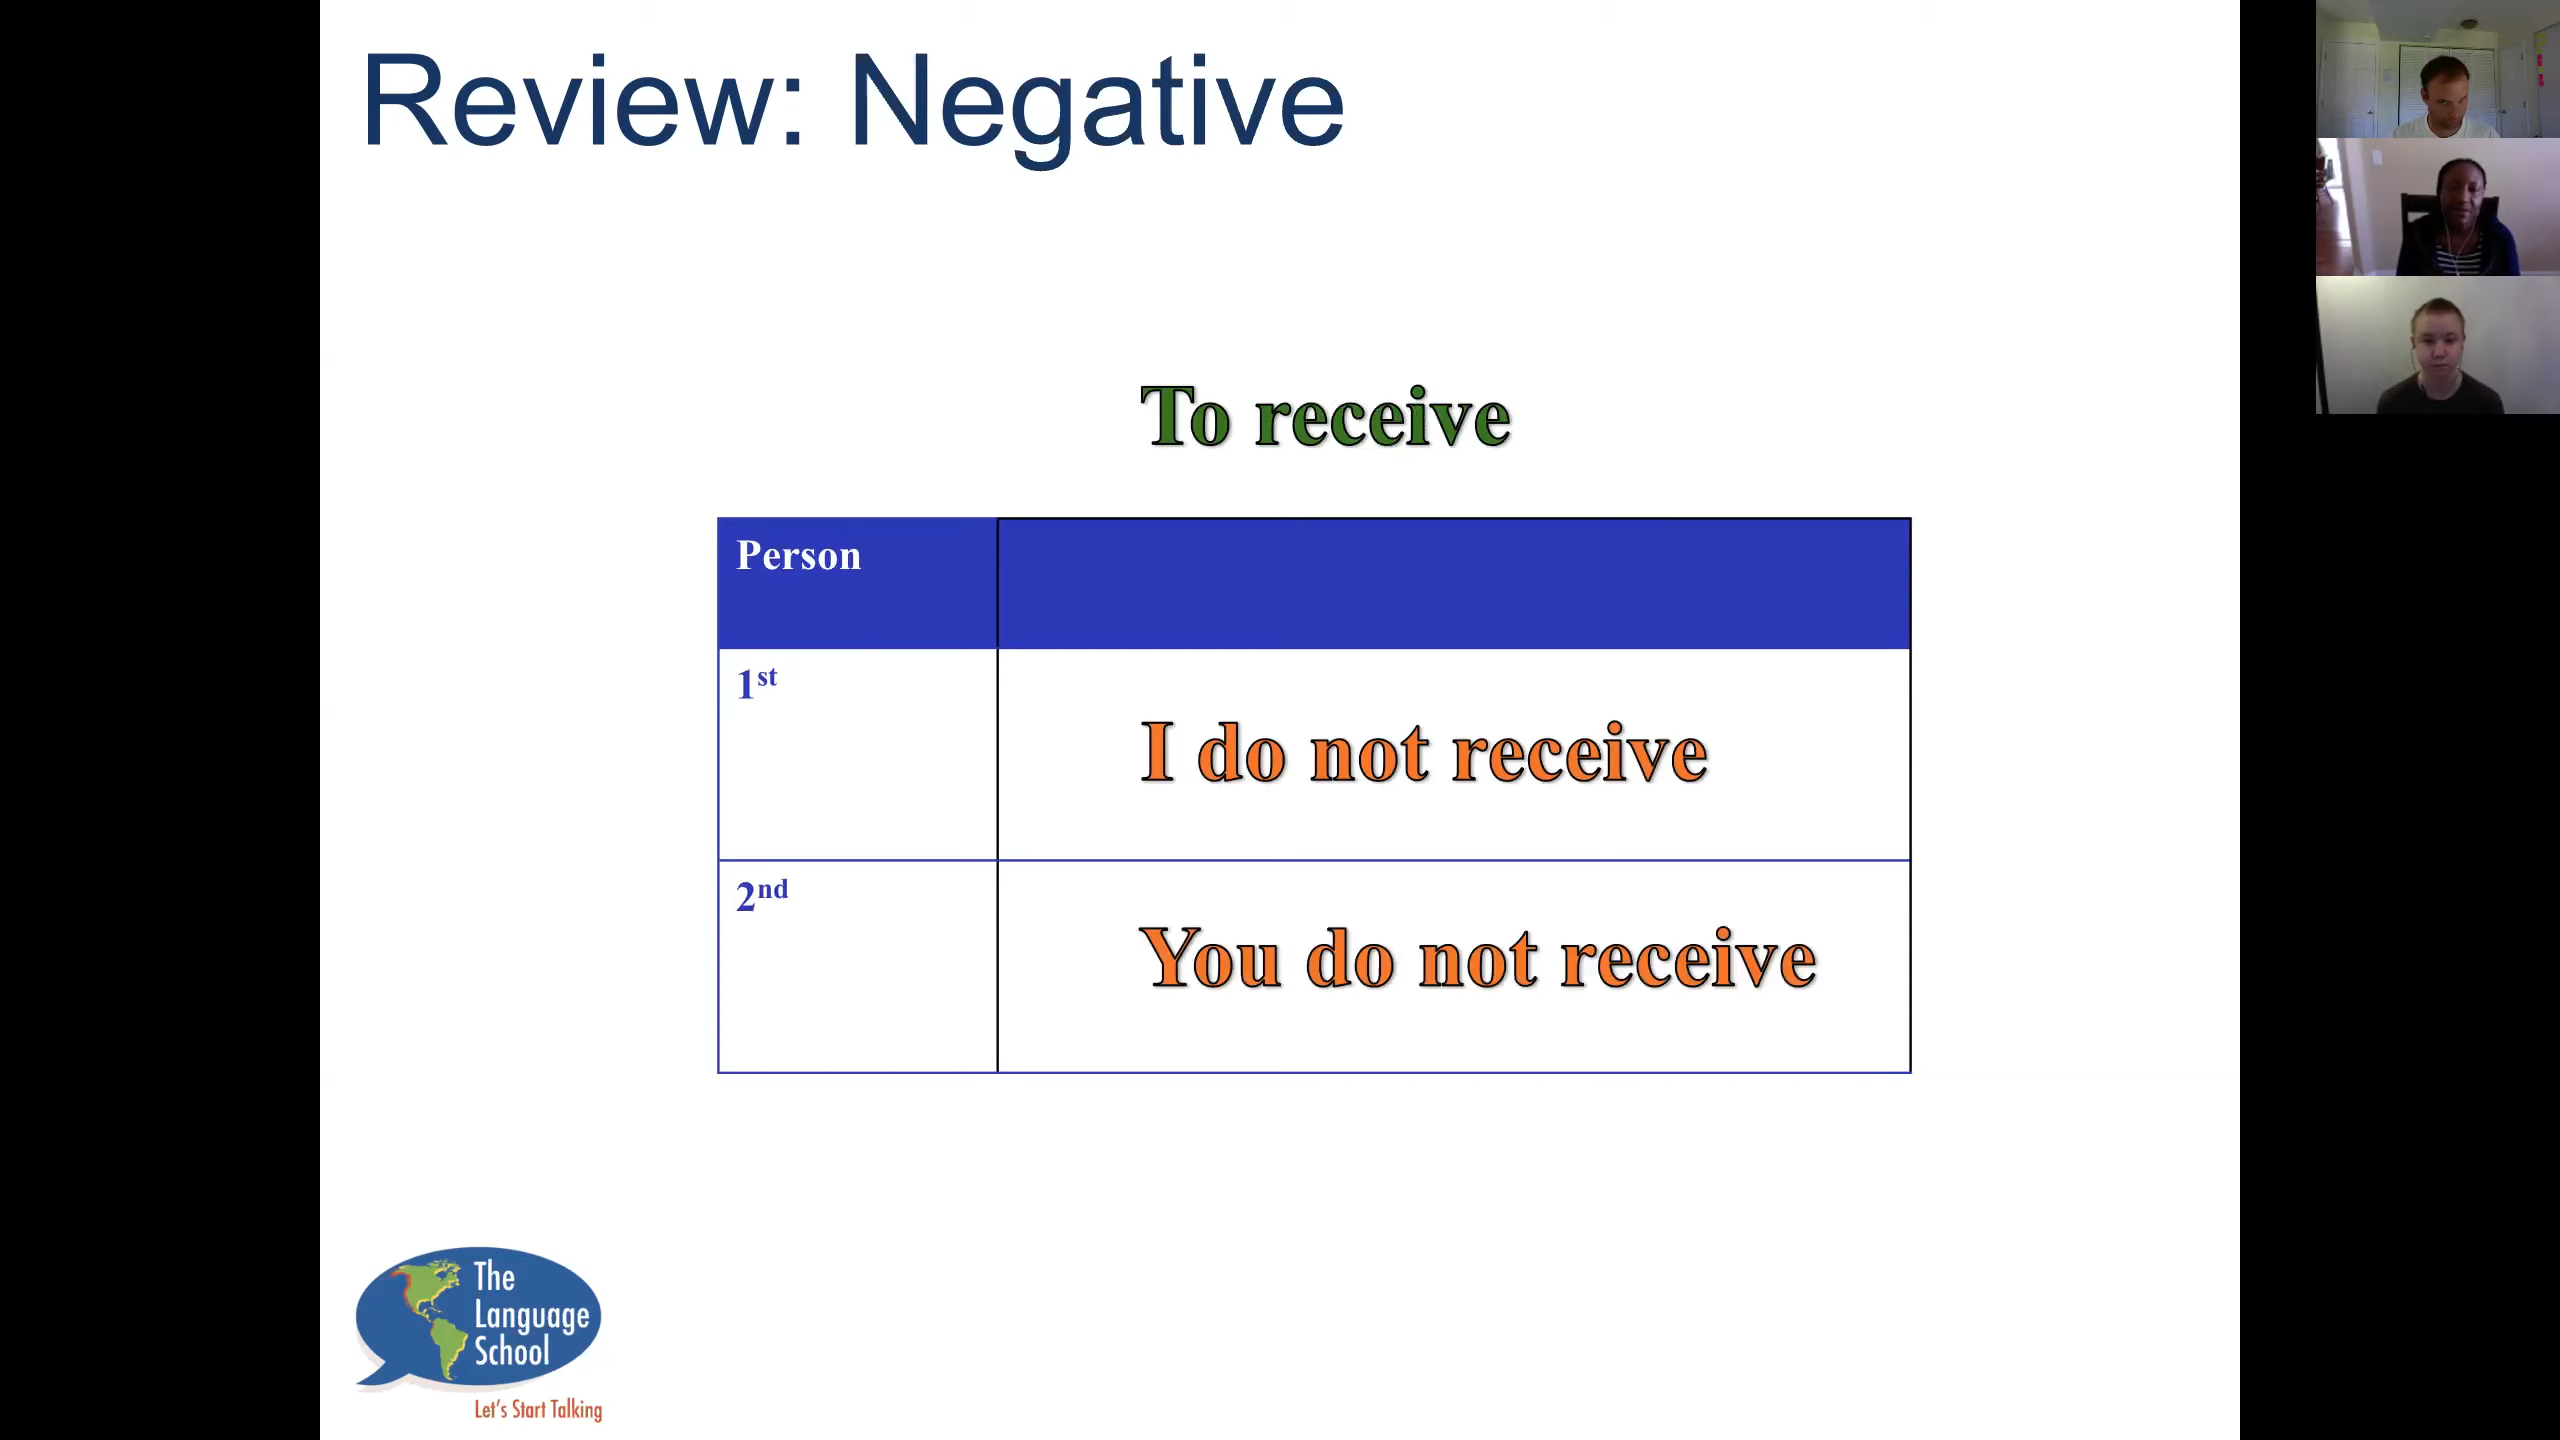 Review: Negative
To receive
Person
1st
I do not receive
2nd
You do not receive
The
Language
School
Let's Start Talking